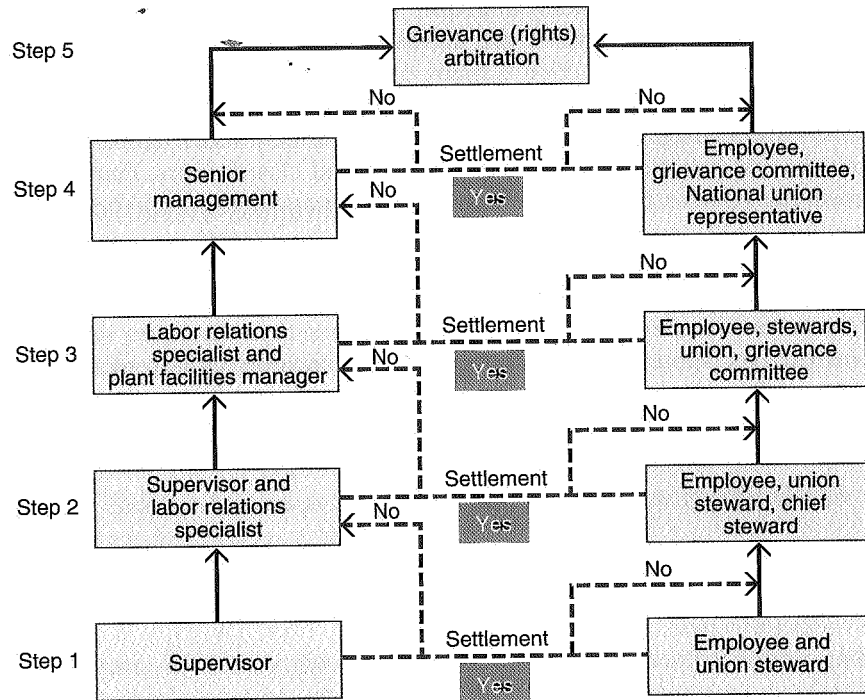 Step 5
Grievance (rights)
arbitration
No
No
Step 4
Senior
management
Settlement
Yes
Employee,
grievance committee,
National union
representative
No
No
Step 3
Labor relations
specialist and
plant facilities manager
Settlement
Yes
Employee, stewards,
union, grievance
committee
No
No
Step 2
Supervisor and
labor relations
specialist
Settlement
Yes
Employee, union
steward, chief
steward
No
No
Step 1
Supervisor
Settlement
Yes
Employee and
union steward